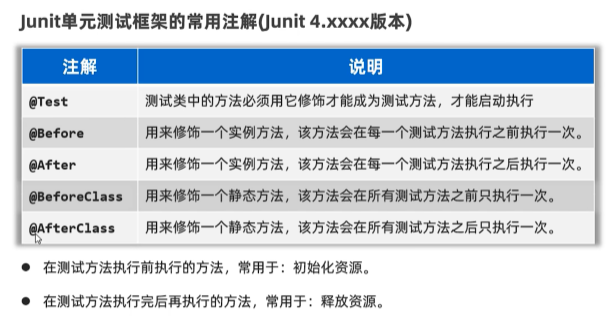 Junit单元测试框架的常用注解(Junit 4.xxxx版本)
注解 说明
@Test 测试类中的方法必须用它修饰才能成为测试方法，才能启动执行
@Before 用来修饰一个实例方法，该方法会在每一个测试方法执行之前执行一次。
@After 用来修饰一个实例方法，该方法会在每一个测试方法执行之后执行一次。
@BeforeClass 用来修饰一个静态方法，该方法会在所有测试方法之前只执行一次。
@AfterClass 用来修饰一个静态方法，该方法会在所有测试方法之后只执行一次。
● 在测试方法执行前执行的方法，常用于：初始化资源。
● 在测试方法执行完后再执行的方法，常用于：释放资源。